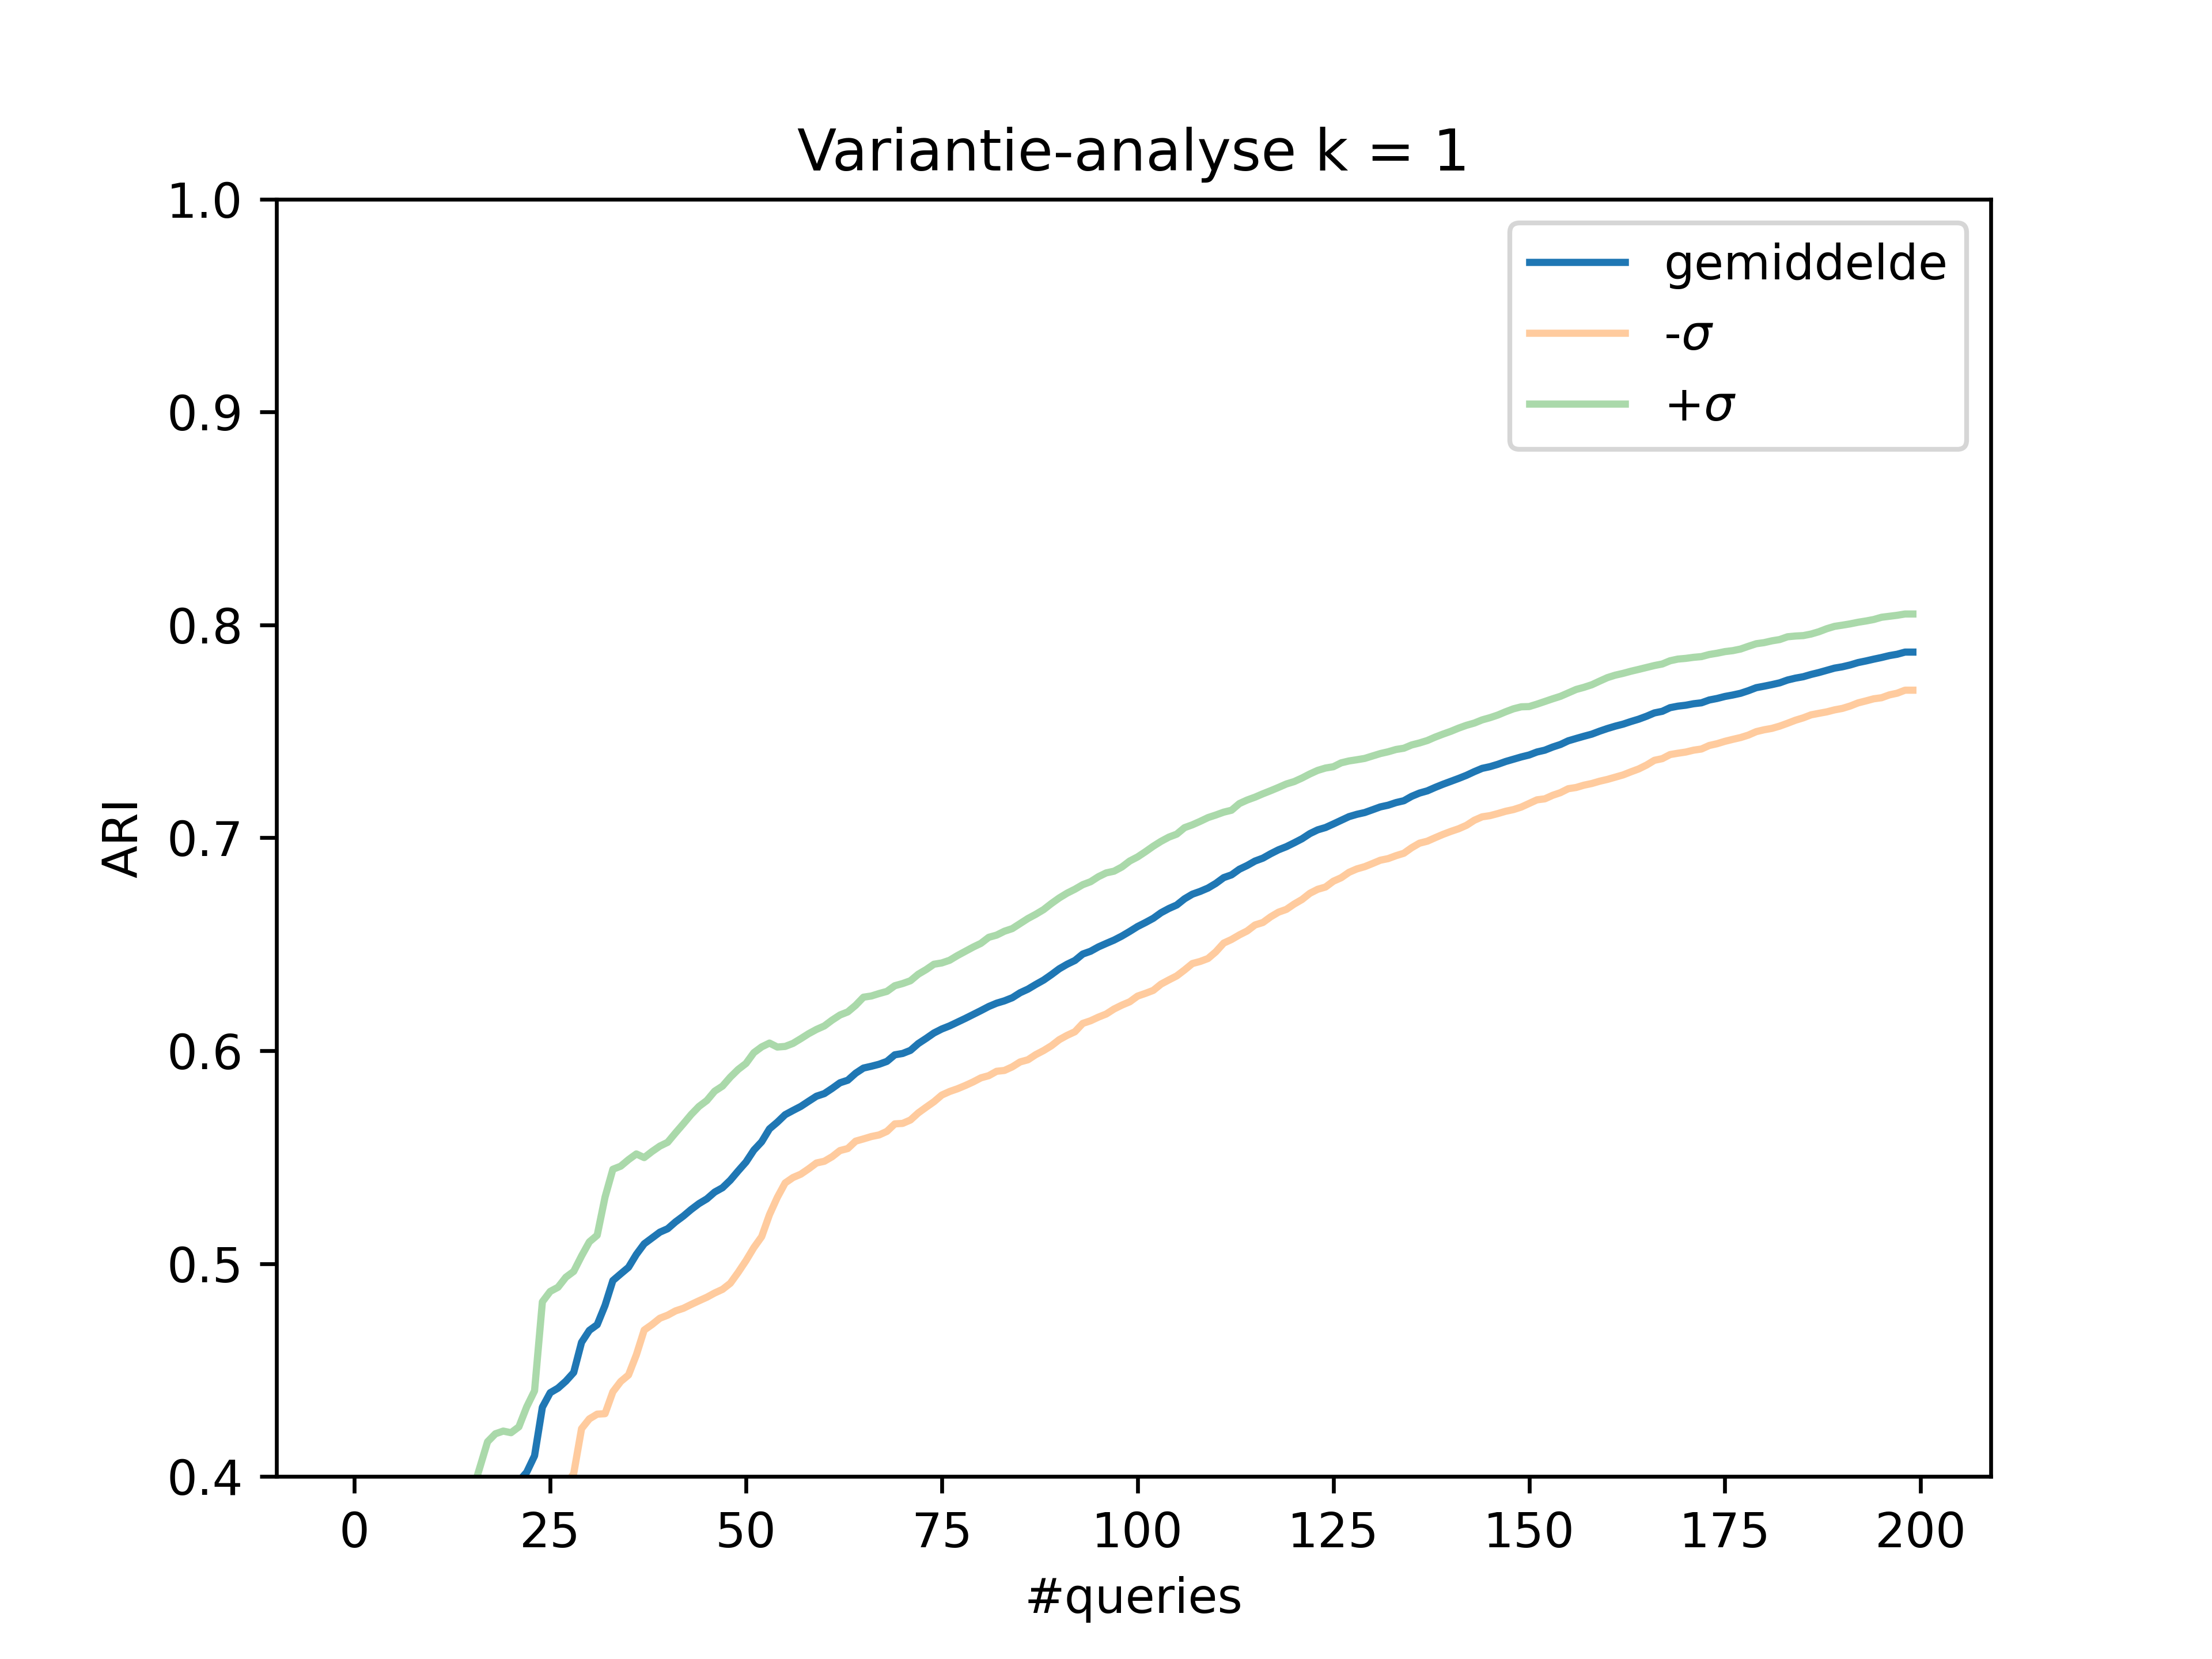 Variantie-analyse k = 1
1.0
0.9
0.8
0.7
0.6
0.5
0.4
ARI
gemiddelde
-σ
+σ
0 25 50 75 100 125 150 175 200
#queries